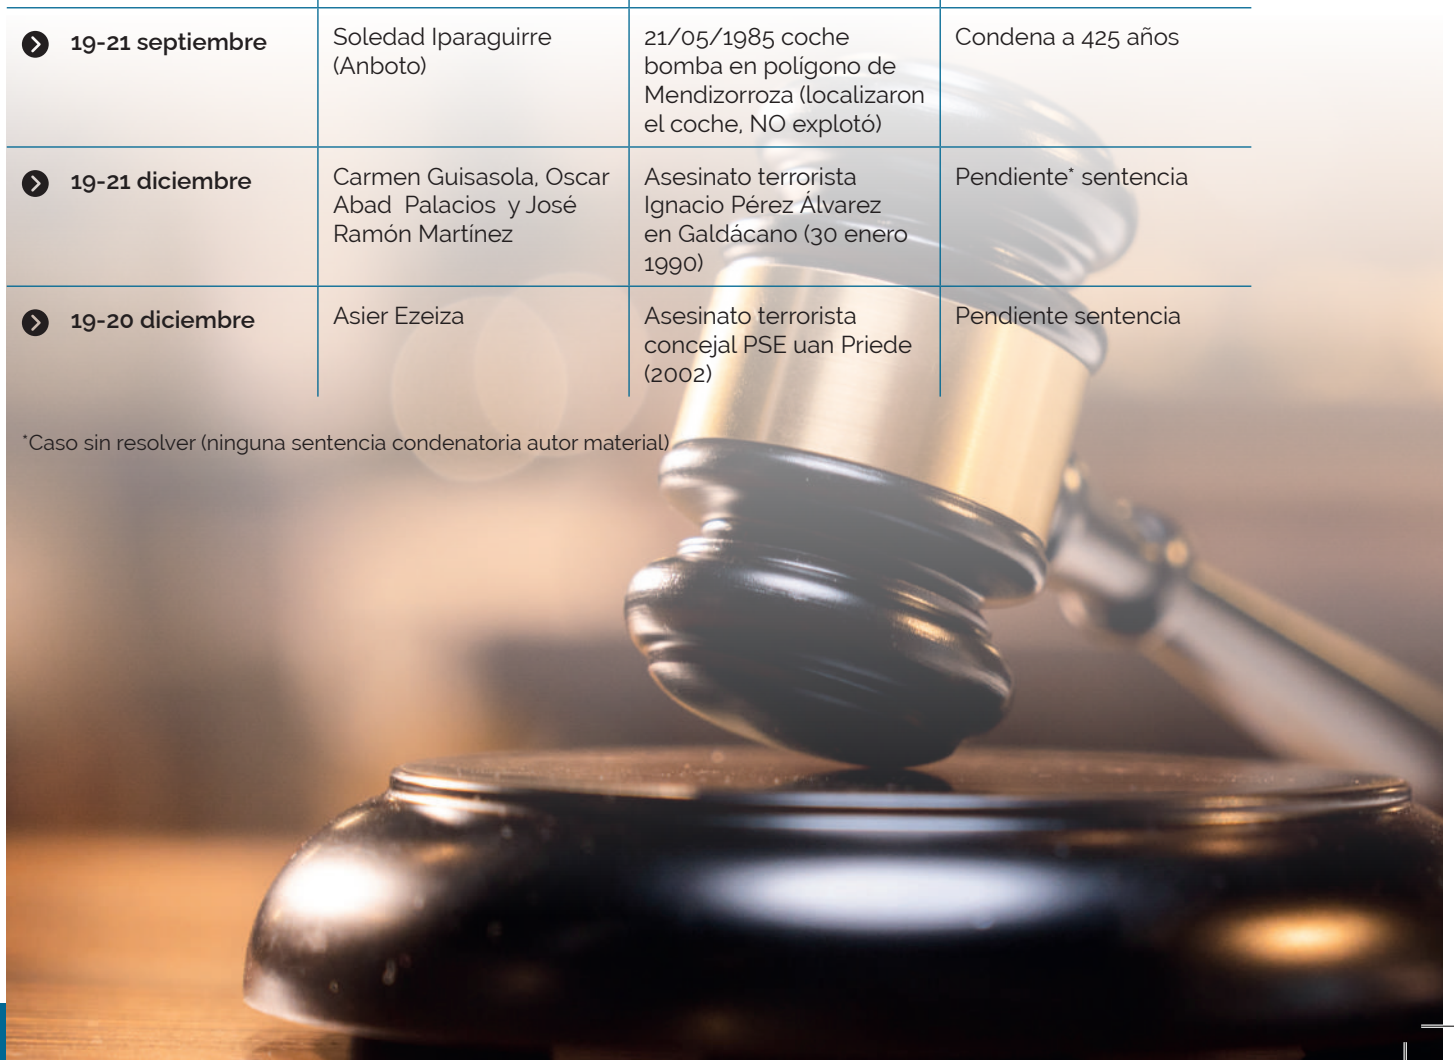 19-21 septiembre
Soledad Iparaguirre
(Anboto)
21/05/1985 coche
bomba en polígono de
Mendizorroza (localizaron
el coche, NO explotó)
Condena a 425 años
19-21 diciembre
Carmen Guisasola, Oscar
Abad Palacios y José
Ramón Martínez
Asesinato terrorista
Ignacio Pérez Álvarez
en Galdácano (30 enero
1990)
Pendiente* sentencia
19-20 diciembre
Asier Ezeiza
Asesinato terrorista
concejal PSE uan Priede
(2002)
Pendiente sentencia
*Caso sin resolver (ninguna sentencia condenatoria autor material)